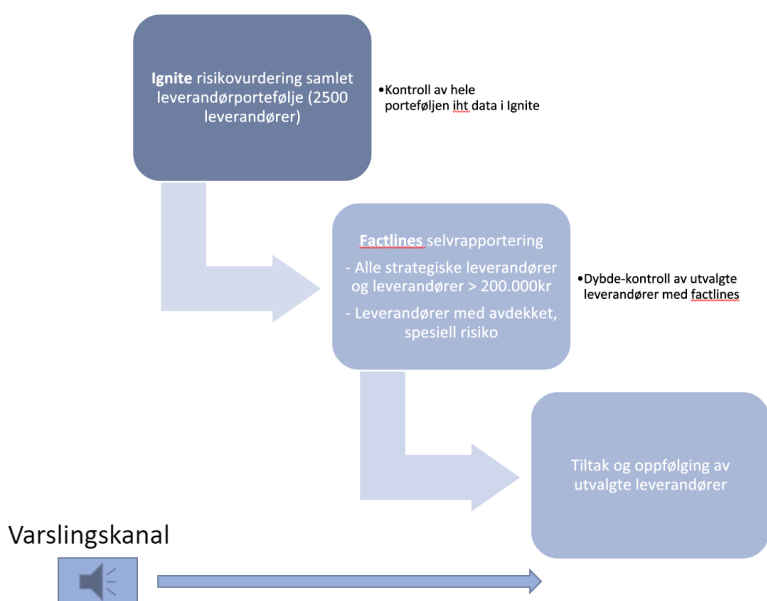 Ignite risikovurdering samlet
leverandørportefølje (2500
leverandører)
•Kontroll av hele
porteføljen iht data i Ignite
Factlines selvrapportering
- Alle strategiske leverandører
og leverandører > 200.000kr
- Leverandører med avdekket,
spesiell risiko
•Dybde-kontroll av utvalgte
leverandører med factlines
Tiltak og oppfølging av
utvalgte leverandører
Varslingskanal